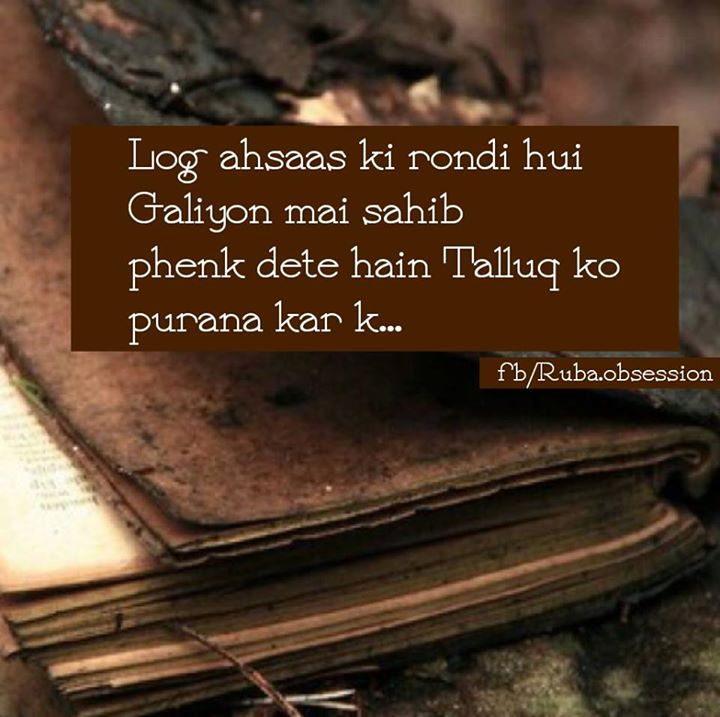 Log ahsaas ki rondi hui
Galiyon mai sahib
phenk dete hain Talluq ko
purana kar k...
fb/Ruba.obsession